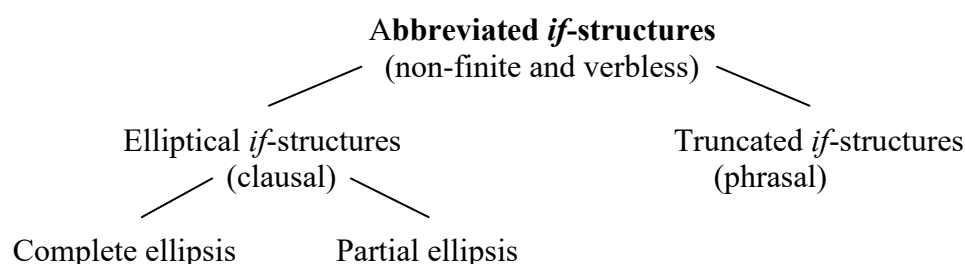 Abbreviated if-structures
(non-finite and verbless)
Elliptical if-structures Truncated if-structures
(clausal) (phrasal)
Complete ellipsis Partial ellipsis